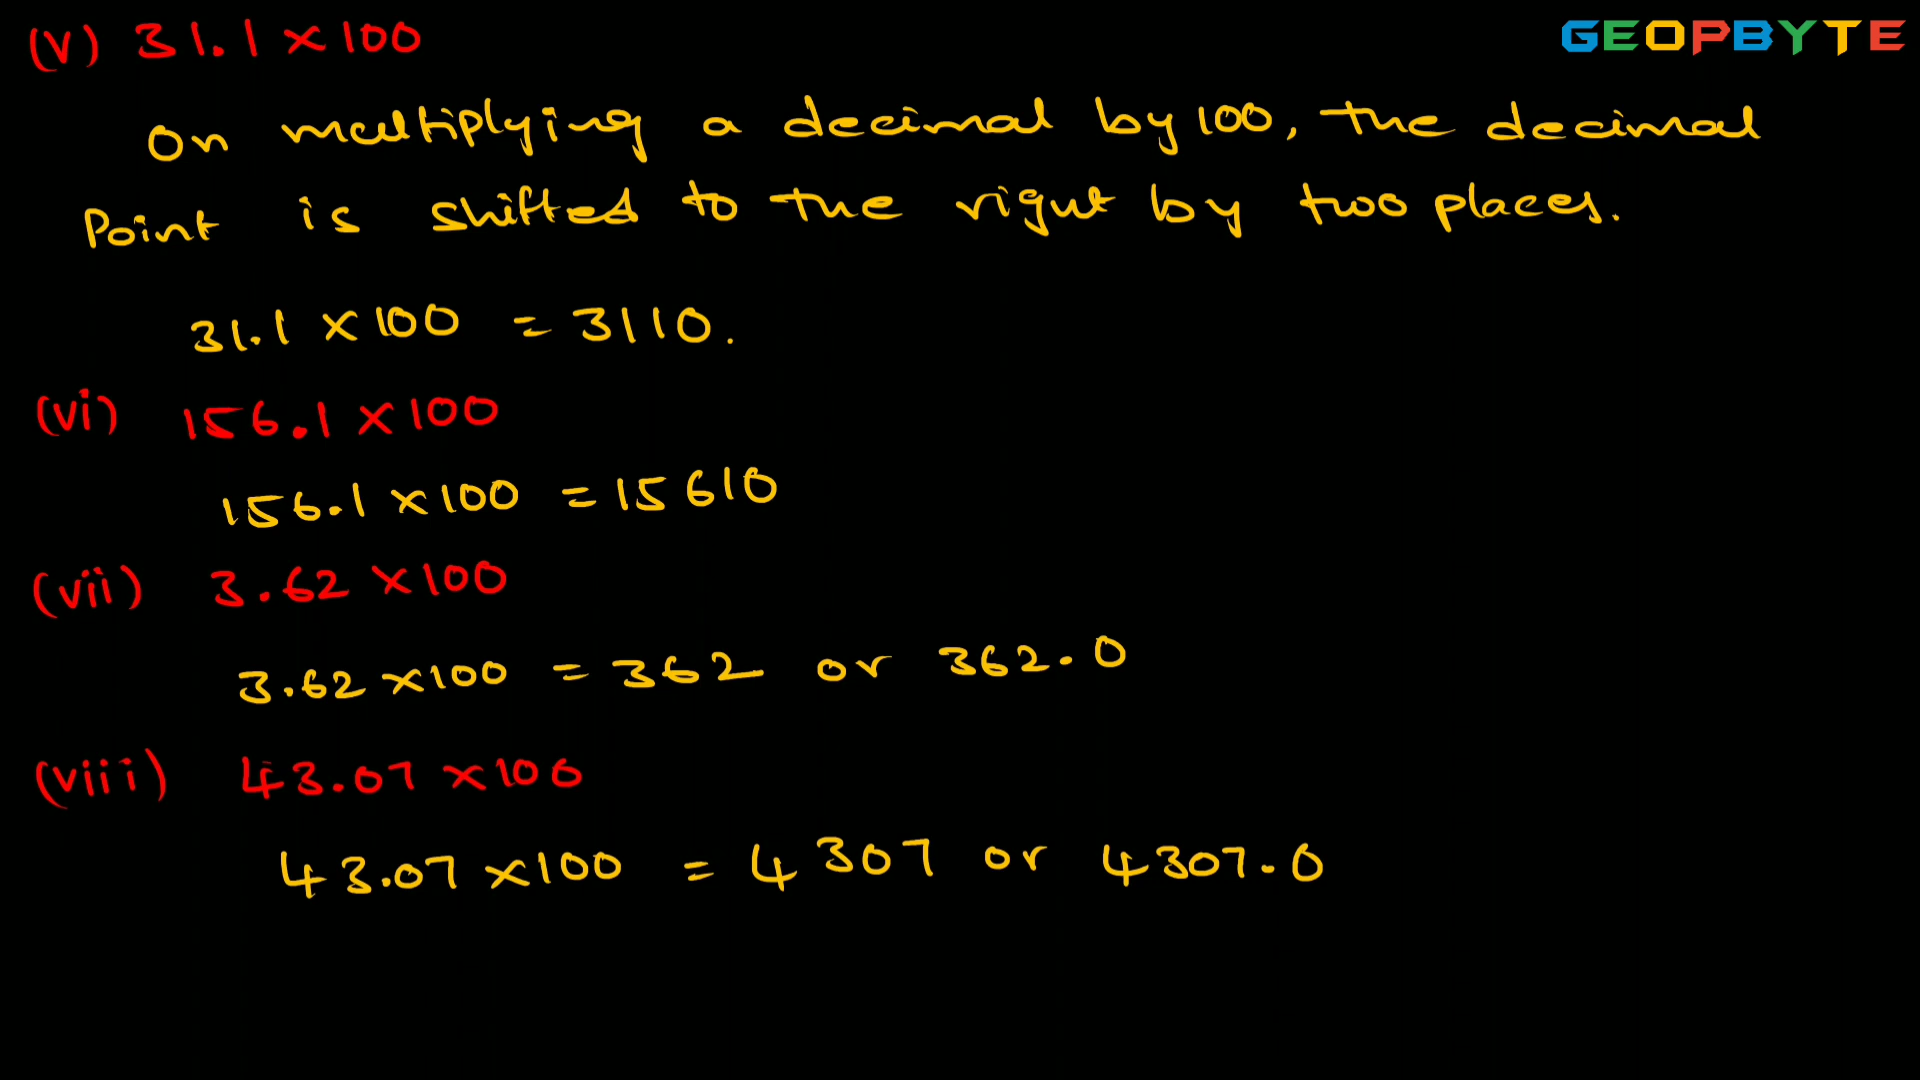 (v) 31.1 × 100
GEOPBYTE
On multiplying a decimal by 100, the decimal
Point is shifted to the right by two places.
31.1 × 100 = 3110.
(vi) 156.1 × 100
156.1 × 100 = 15610
(vii) 3.62 × 100
3.62 × 100 = 362 or 362.0
(viii) 43.07 × 100
43.07 × 100 = 4307 or 4307.0